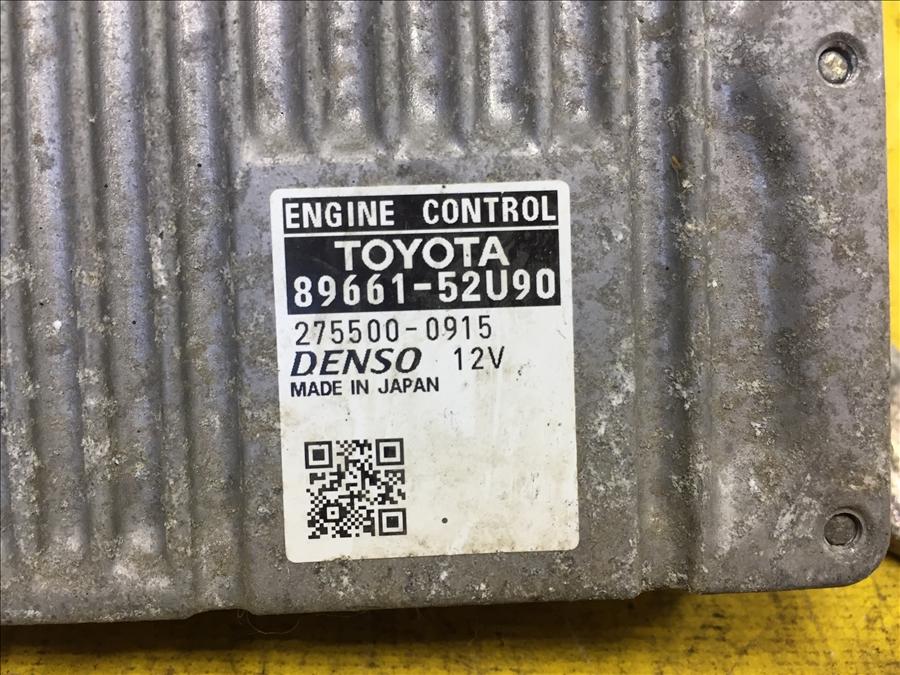 ENGINE CONTROL
TOYOTA
89661-52U90
275500-0915
DENSO 12V
MADE IN JAPAN